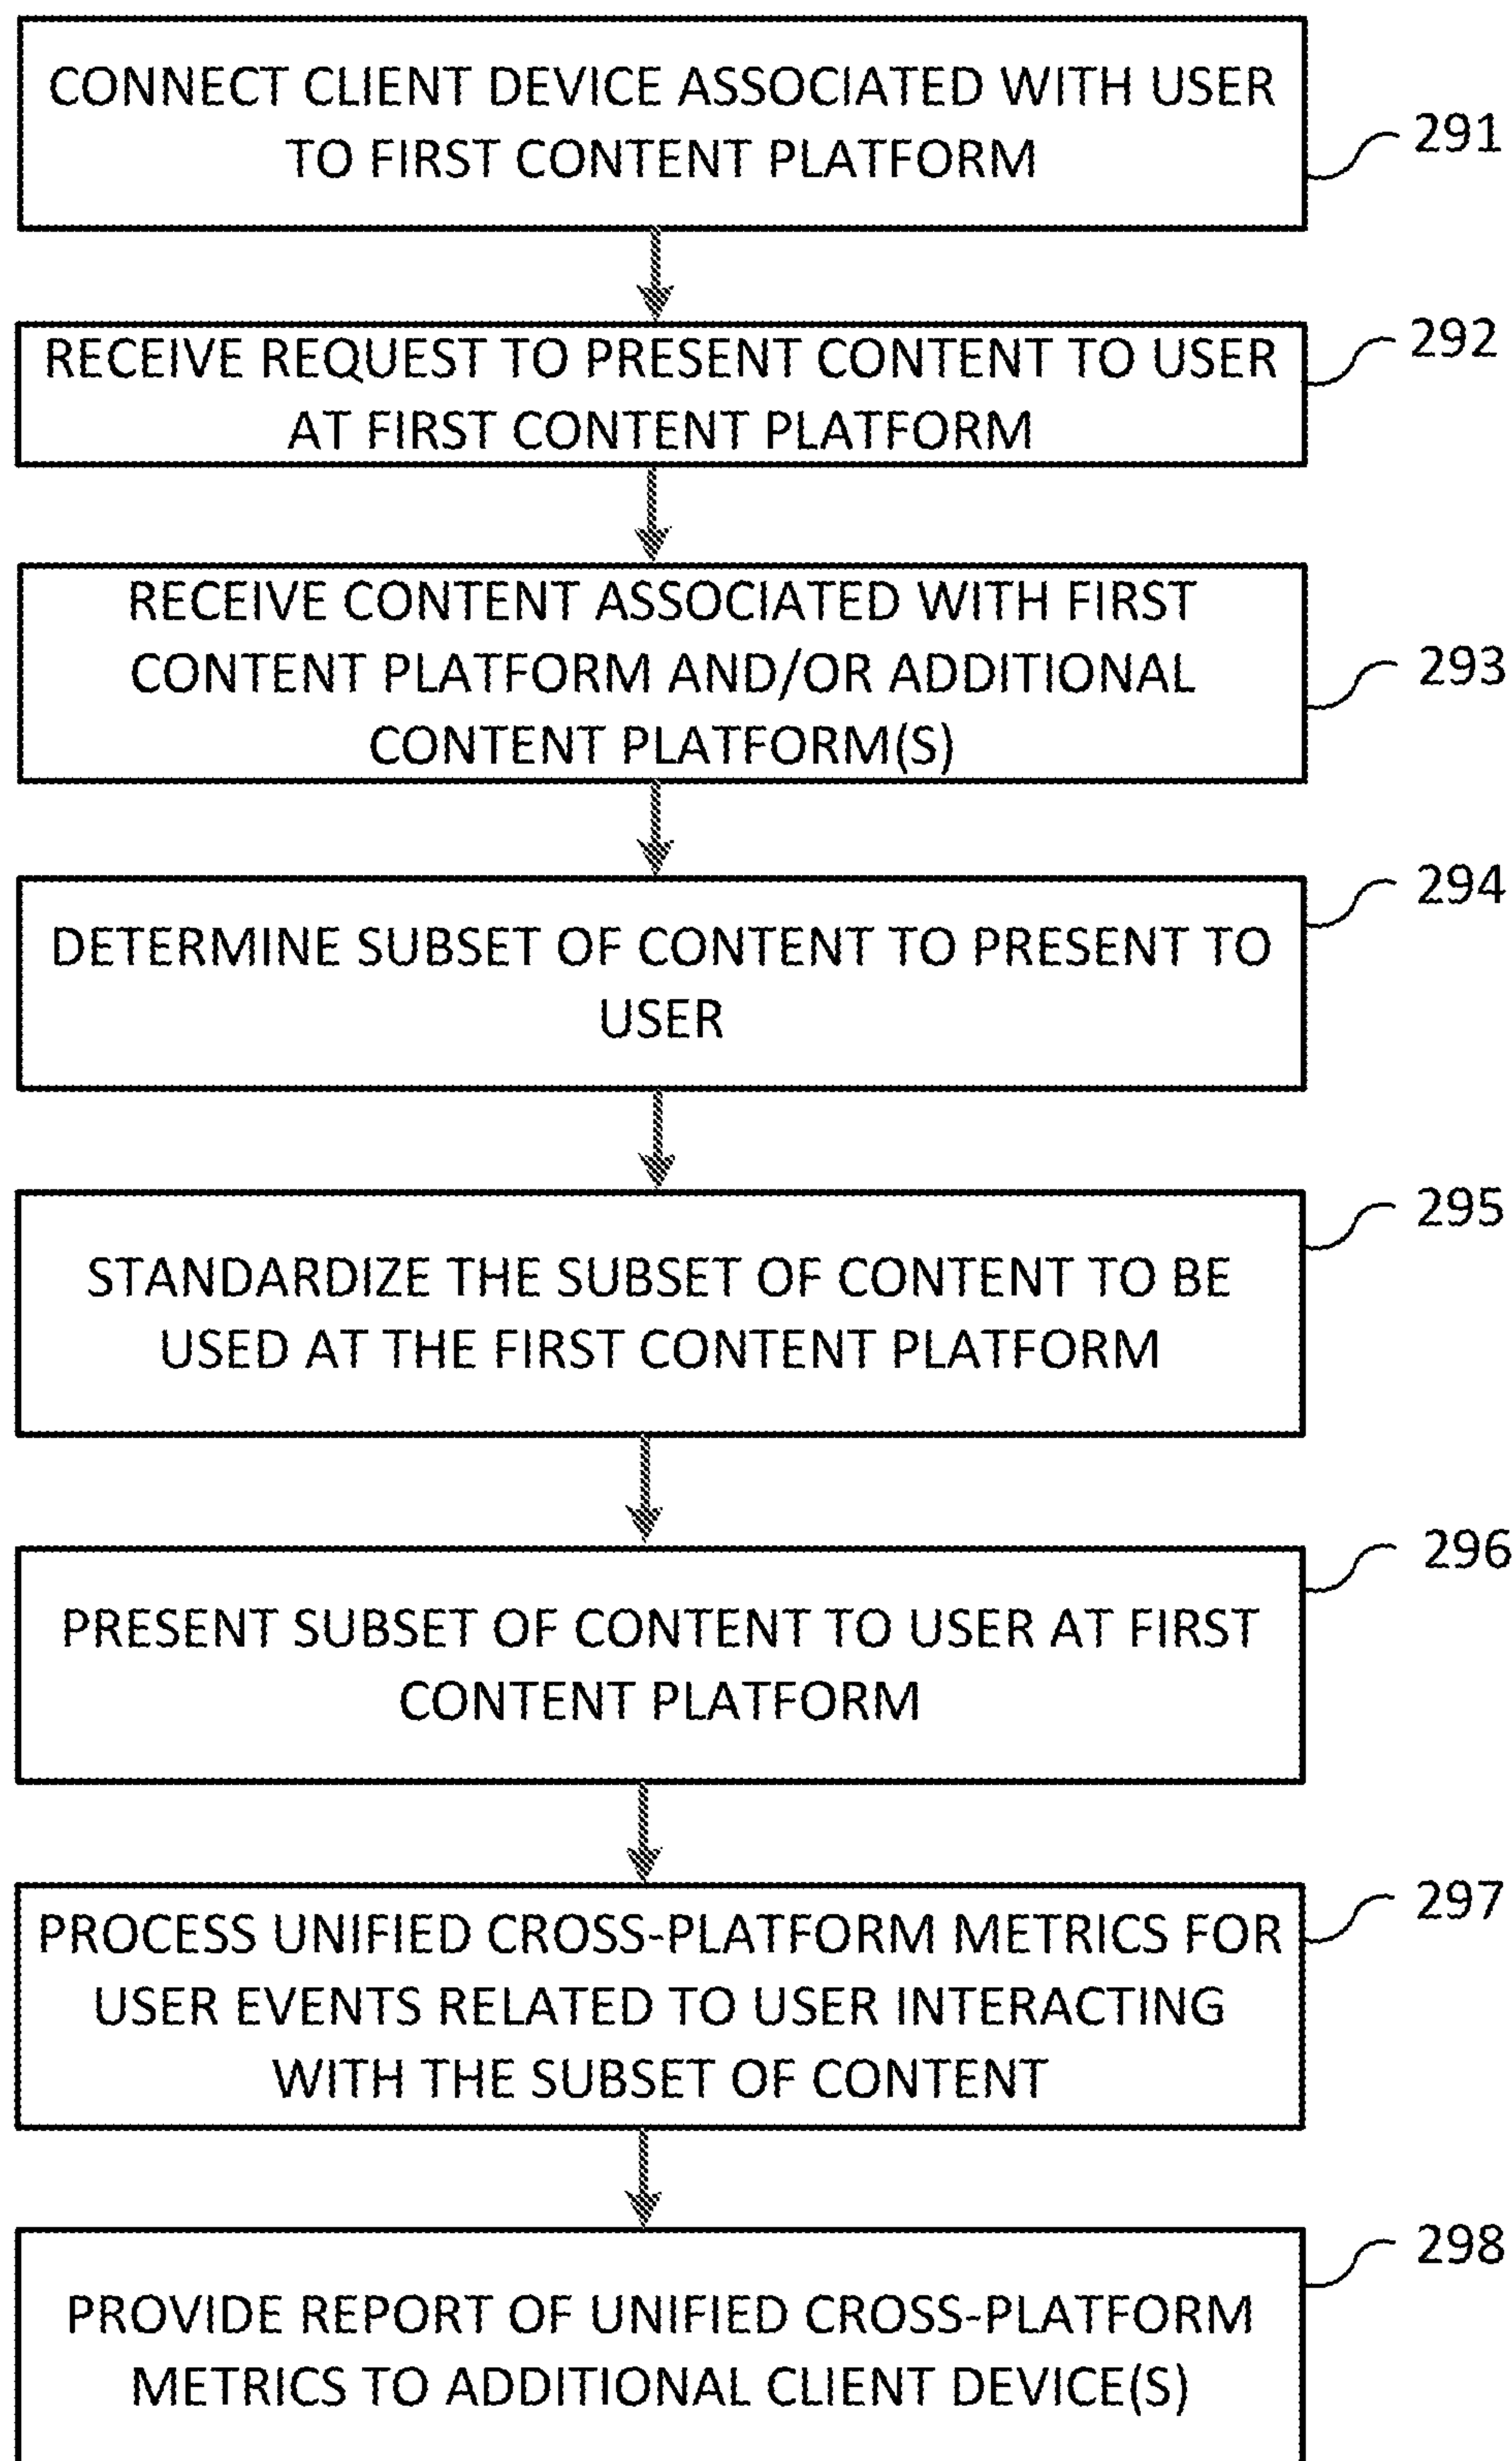 CONNECT CLIENT DEVICE ASSOCIATED WITH USER
TO FIRST CONTENT PLATFORM
291
RECEIVE REQUEST TO PRESENT CONTENT TO USER
AT FIRST CONTENT PLATFORM
292
RECEIVE CONTENT ASSOCIATED WITH FIRST
CONTENT PLATFORM AND/OR ADDITIONAL
CONTENT PLATFORM(S)
293
DETERMINE SUBSET OF CONTENT TO PRESENT TO
USER
294
STANDARDIZE THE SUBSET OF CONTENT TO BE
USED AT THE FIRST CONTENT PLATFORM
295
PRESENT SUBSET OF CONTENT TO USER AT FIRST
CONTENT PLATFORM
296
PROCESS UNIFIED CROSS-PLATFORM METRICS FOR
USER EVENTS RELATED TO USER INTERACTING
WITH THE SUBSET OF CONTENT
297
PROVIDE REPORT OF UNIFIED CROSS-PLATFORM
METRICS TO ADDITIONAL CLIENT DEVICE(S)
298